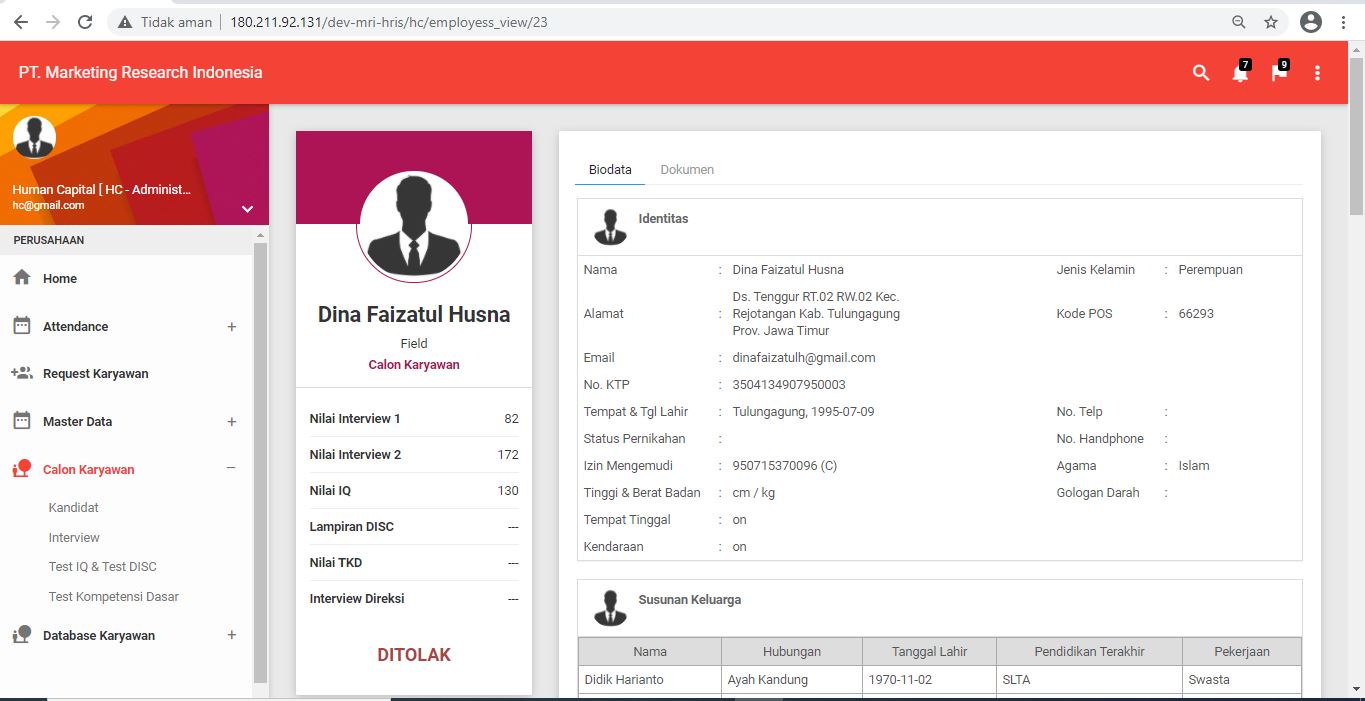 Tidak aman | 180.211.92.131/dev-mri-hris/hc/employess_view/23
PT. Marketing Research Indonesia
7
9
Human Capital [ HC - Administ...
hc@gmail.com
PERUSAHAAN
Home
Attendance +
Request Karyawan
Master Data +
Calon Karyawan −
Kandidat
Interview
Test IQ & Test DISC
Test Kompetensi Dasar
Database Karyawan +
Dina Faizatul Husna
Field
Calon Karyawan
Nilai Interview 1 82
Nilai Interview 2 172
Nilai IQ 130
Lampiran DISC ---
Nilai TKD ---
Interview Direksi ---
DITOLAK
Biodata Dokumen
Identitas
Nama : Dina Faizatul Husna Jenis Kelamin : Perempuan
Ds. Tenggur RT.02 RW.02 Kec.
Alamat : Rejotangan Kab. Tulungagung Kode POS : 66293
Prov. Jawa Timur
Email : dinafaizatulh@gmail.com
No. KTP : 3504134907950003
Tempat & Tgl Lahir : Tulungagung, 1995-07-09 No. Telp :
Status Pernikahan : No. Handphone :
Izin Mengemudi : 950715370096 (C) Agama : Islam
Tinggi & Berat Badan : cm / kg Gologan Darah :
Tempat Tinggal : on
Kendaraan : on
Susunan Keluarga
Nama Hubungan Tanggal Lahir Pendidikan Terakhir Pekerjaan
Didik Harianto Ayah Kandung 1970-11-02 SLTA Swasta